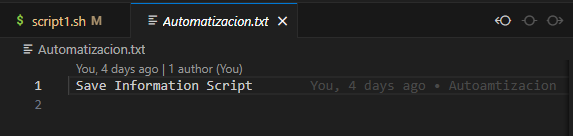 $ script1.sh M
Automatizacion.txt
Automatizacion.txt
You, 4 days ago | 1 author (You)
1 Save Information Script You, 4 days ago • Autoamtizacion
2